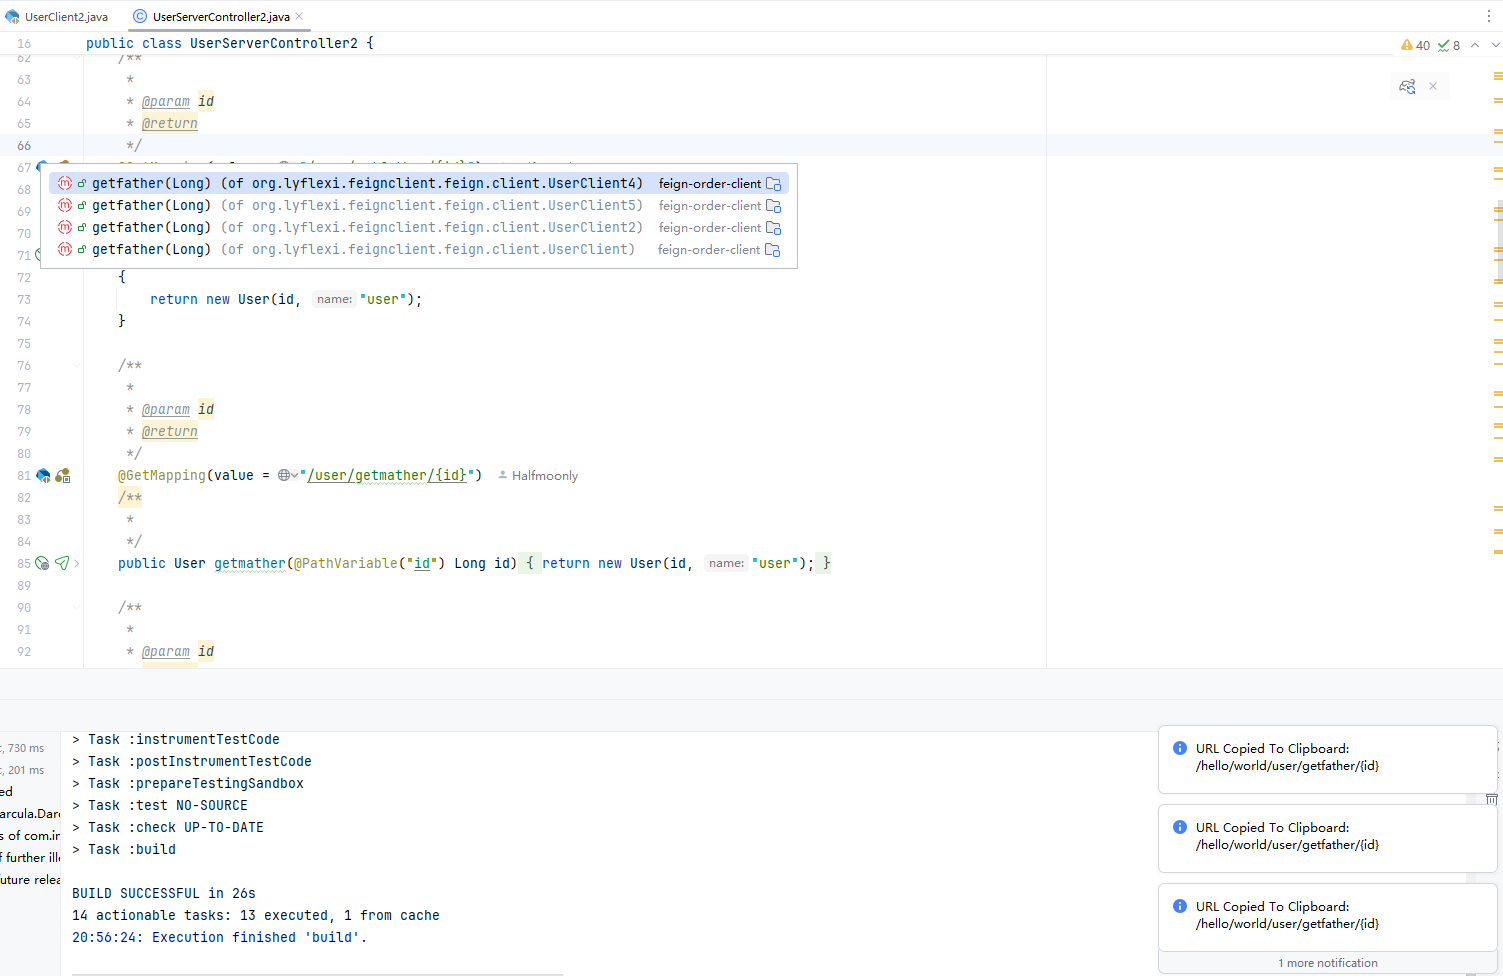 UserClient2.java
UserServerController2.java
16 public class UserServerController2 {
40 8
62 /**
63 *
64 * @param id
65 * @return
66 */
67
68
69
70
71
getfather(Long) (of org.lyflexi.feignclient.feign.client.UserClient4) feign-order-client
getfather(Long) (of org.lyflexi.feignclient.feign.client.UserClient5) feign-order-client
getfather(Long) (of org.lyflexi.feignclient.feign.client.UserClient2) feign-order-client
getfather(Long) (of org.lyflexi.feignclient.feign.client.UserClient) feign-order-client
72 {
73 return new User(id, name: "user");
74 }
75
76 /**
77 *
78 * @param id
79 * @return
80 */
81 @GetMapping(value = "/user/getmather/{id}") Halfmoonly
82 /**
83 *
84 */
85 public User getmather(@PathVariable("id") Long id) { return new User(id, name: "user"); }
89
90 /**
91 *
92 * @param id
, 730 ms
, 201 ms
ed
arcula.Darc
s of com.in
f further ille
uture relea
> Task :instrumentTestCode
> Task :postInstrumentTestCode
> Task :prepareTestingSandbox
> Task :test NO-SOURCE
> Task :check UP-TO-DATE
> Task :build
BUILD SUCCESSFUL in 26s
14 actionable tasks: 13 executed, 1 from cache
20:56:24: Execution finished 'build'.
URL Copied To Clipboard:
/hello/world/user/getfather/{id}
URL Copied To Clipboard:
/hello/world/user/getfather/{id}
URL Copied To Clipboard:
/hello/world/user/getfather/{id}
1 more notification